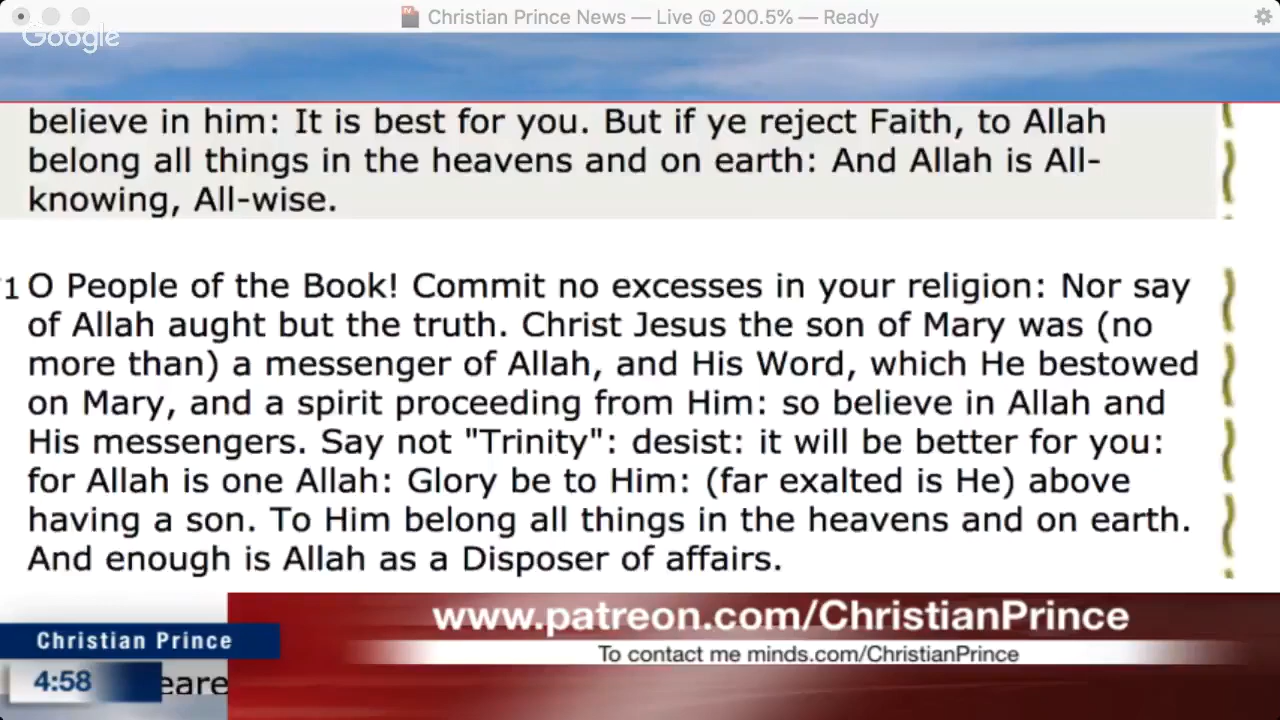 Christian Prince News — Live @ 200.5% — Ready
Google
believe in him: It is best for you. But if ye reject Faith, to Allah
belong all things in the heavens and on earth: And Allah is All-
knowing, All-wise.
1 O People of the Book! Commit no excesses in your religion: Nor say
of Allah aught but the truth. Christ Jesus the son of Mary was (no
more than) a messenger of Allah, and His Word, which He bestowed
on Mary, and a spirit proceeding from Him: so believe in Allah and
His messengers. Say not "Trinity": desist: it will be better for you:
for Allah is one Allah: Glory be to Him: (far exalted is He) above
having a son. To Him belong all things in the heavens and on earth.
And enough is Allah as a Disposer of affairs.
www.patreon.com/ChristianPrince
Christian Prince
To contact me minds.com/ChristianPrince
4:58
eare